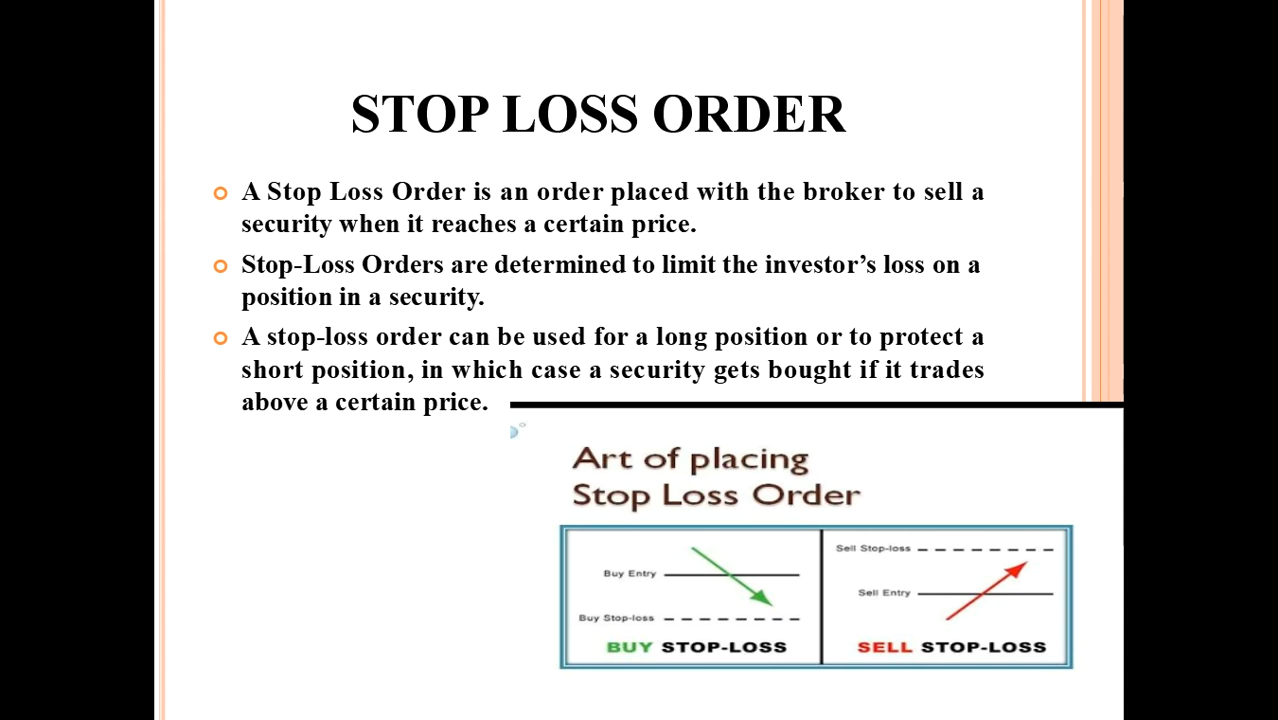 STOP LOSS ORDER
A Stop Loss Order is an order placed with the broker to sell a
security when it reaches a certain price.
Stop-Loss Orders are determined to limit the investor’s loss on a
position in a security.
A stop-loss order can be used for a long position or to protect a
short position, in which case a security gets bought if it trades
above a certain price.
Art of placing
Stop Loss Order
Buy Entry
Buy Stop-loss
BUY STOP-LOSS
Sell Stop-loss
Sell Entry
SELL STOP-LOSS